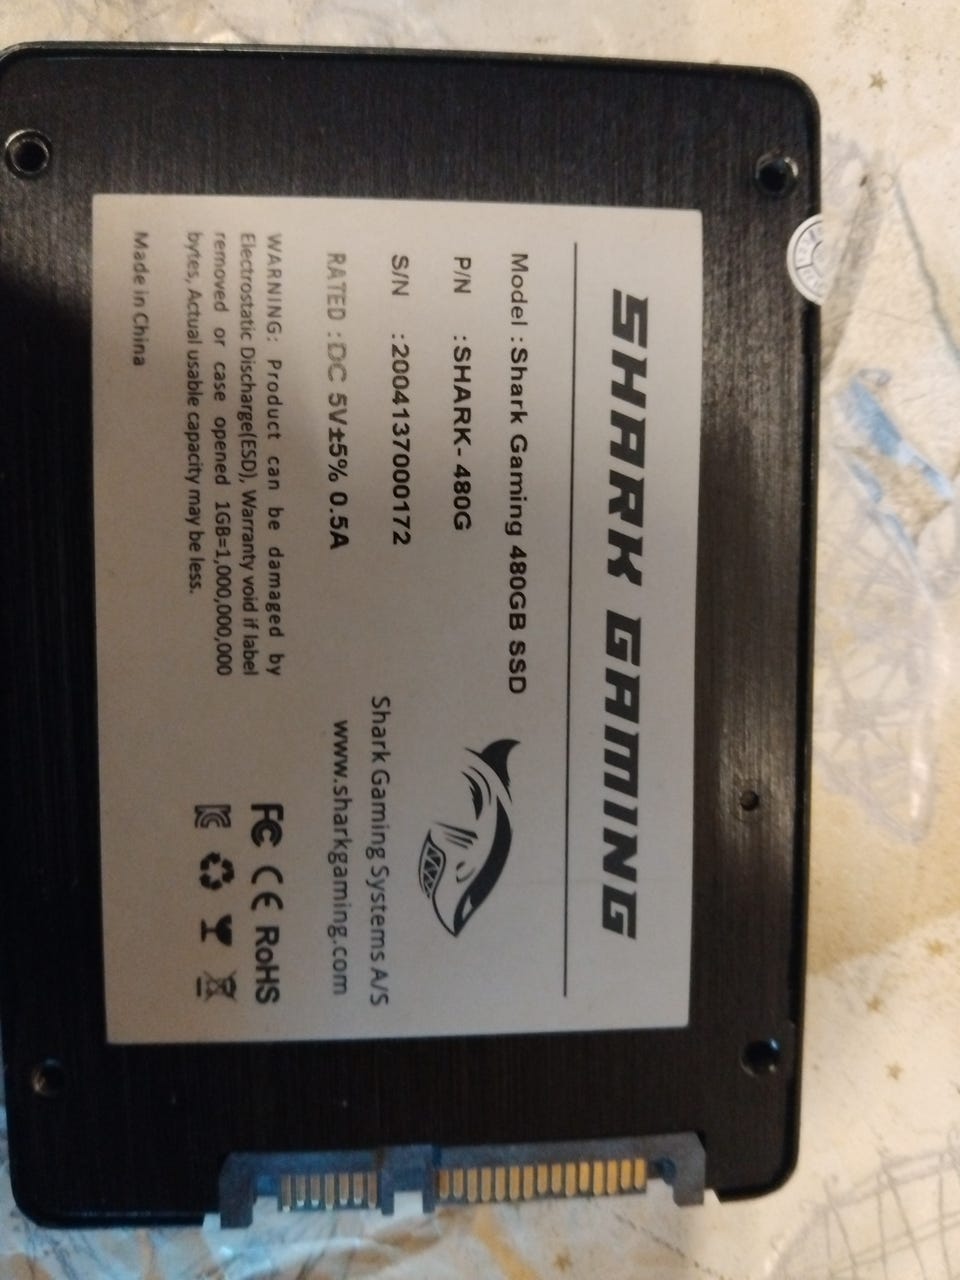 SHARK GAMING
Model : Shark Gaming 480GB SSD
P/N : SHARK- 480G
S/N : 2004137000172
RATED : DC 5V±5% 0.5A
Shark Gaming Systems A/S
www.sharkgaming.com
WARNING: Product can be damaged by
Electrostatic Discharge(ESD), Warranty void if label
removed or case opened 1GB=1,000,000,000
bytes, Actual usable capacity may be less.
Made in China
FC CE RoHS